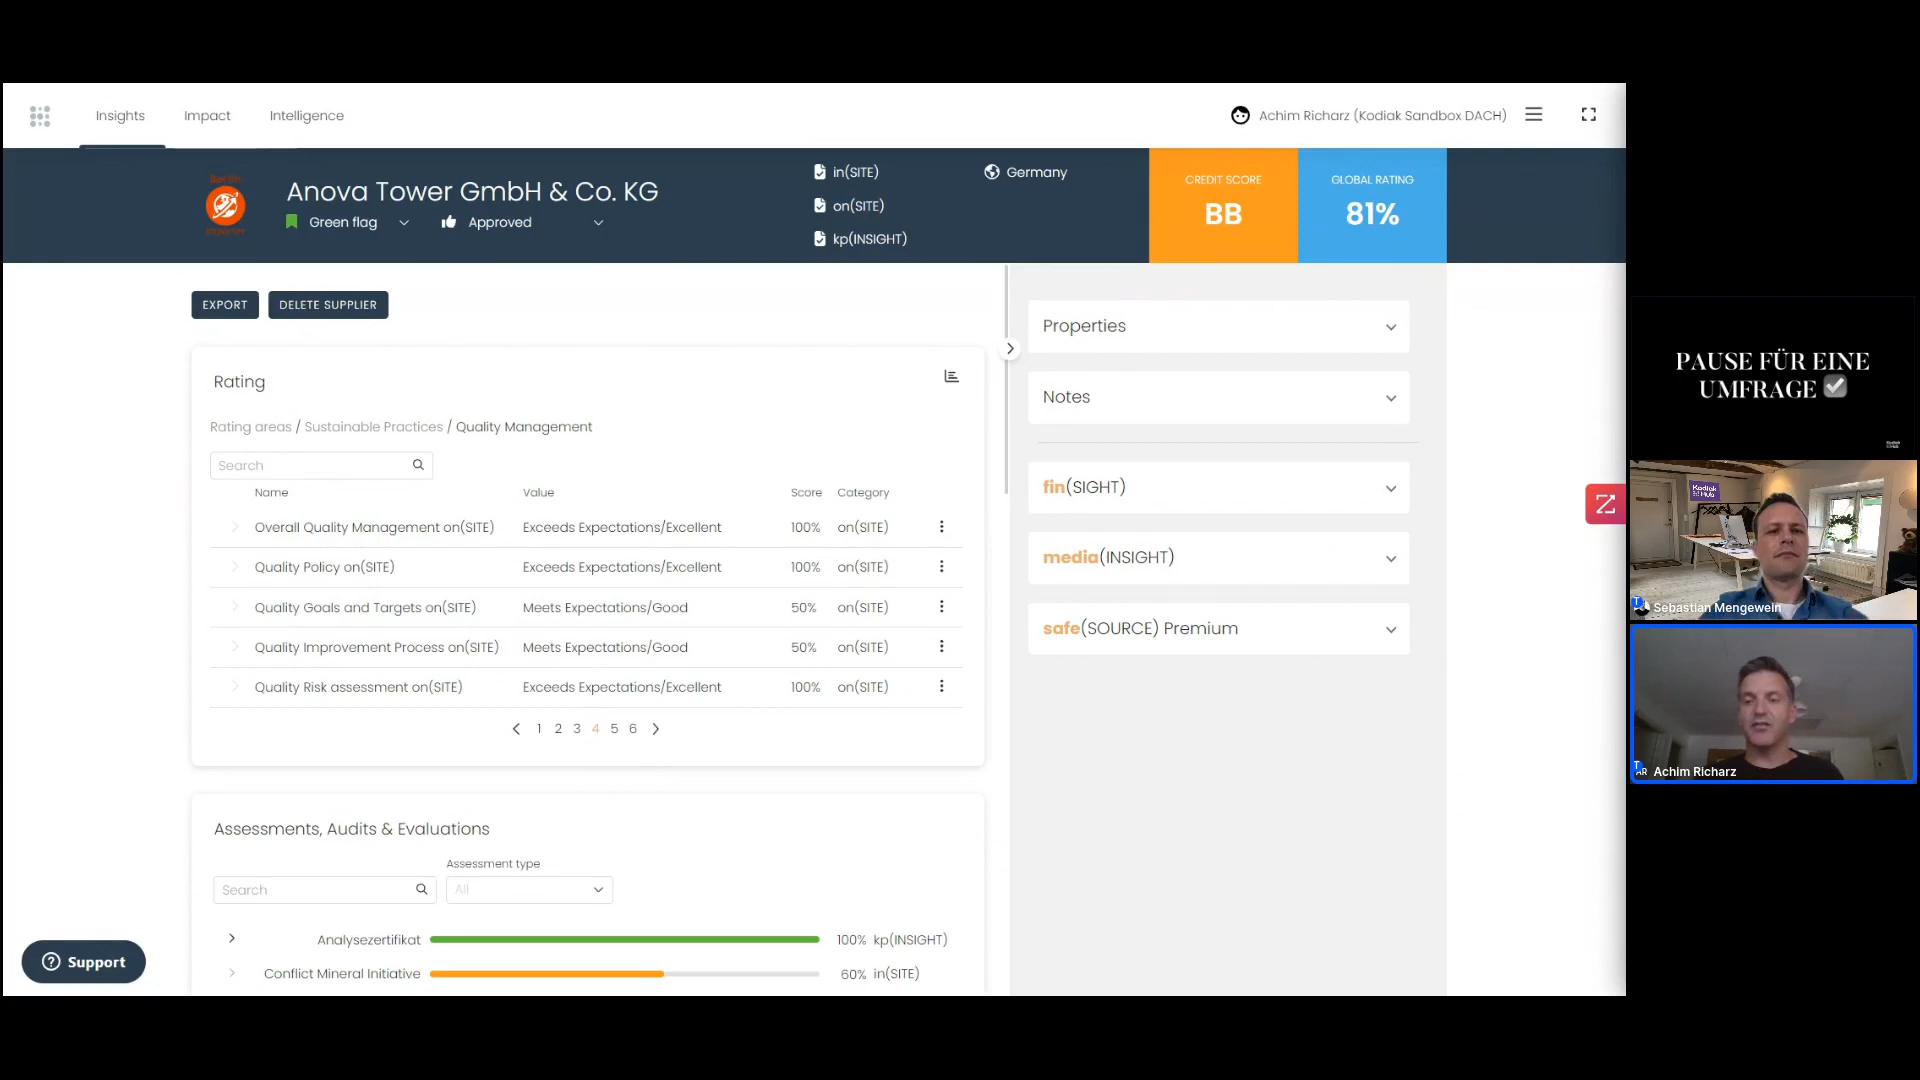 Insights Impact Intelligence
Achim Richarz (Kodiak Sandbox DACH)
Anova Tower GmbH & Co. KG
Green flag Approved
in(SITE)
on(SITE)
kp(INSIGHT)
Germany
CREDIT SCORE
BB
GLOBAL RATING
81%
EXPORT DELETE SUPPLIER
Rating
Rating areas / Sustainable Practices / Quality Management
Search
Name Value Score Category
Overall Quality Management on(SITE) Exceeds Expectations/Excellent 100% on(SITE)
Quality Policy on(SITE) Exceeds Expectations/Excellent 100% on(SITE)
Quality Goals and Targets on(SITE) Meets Expectations/Good 50% on(SITE)
Quality Improvement Process on(SITE) Meets Expectations/Good 50% on(SITE)
Quality Risk assessment on(SITE) Exceeds Expectations/Excellent 100% on(SITE)
1 2 3 4 5 6
Assessments, Audits & Evaluations
Assessment type
Search
All
Analysezertifikat 100% kp(INSIGHT)
Conflict Mineral Initiative 60% in(SITE)
Support
Properties
Notes
fin(SIGHT)
media(INSIGHT)
safe(SOURCE) Premium
PAUSE FÜR EINE
UMFRAGE
Kodiak
Hub
Sebastian Mengewein
AR Achim Richarz